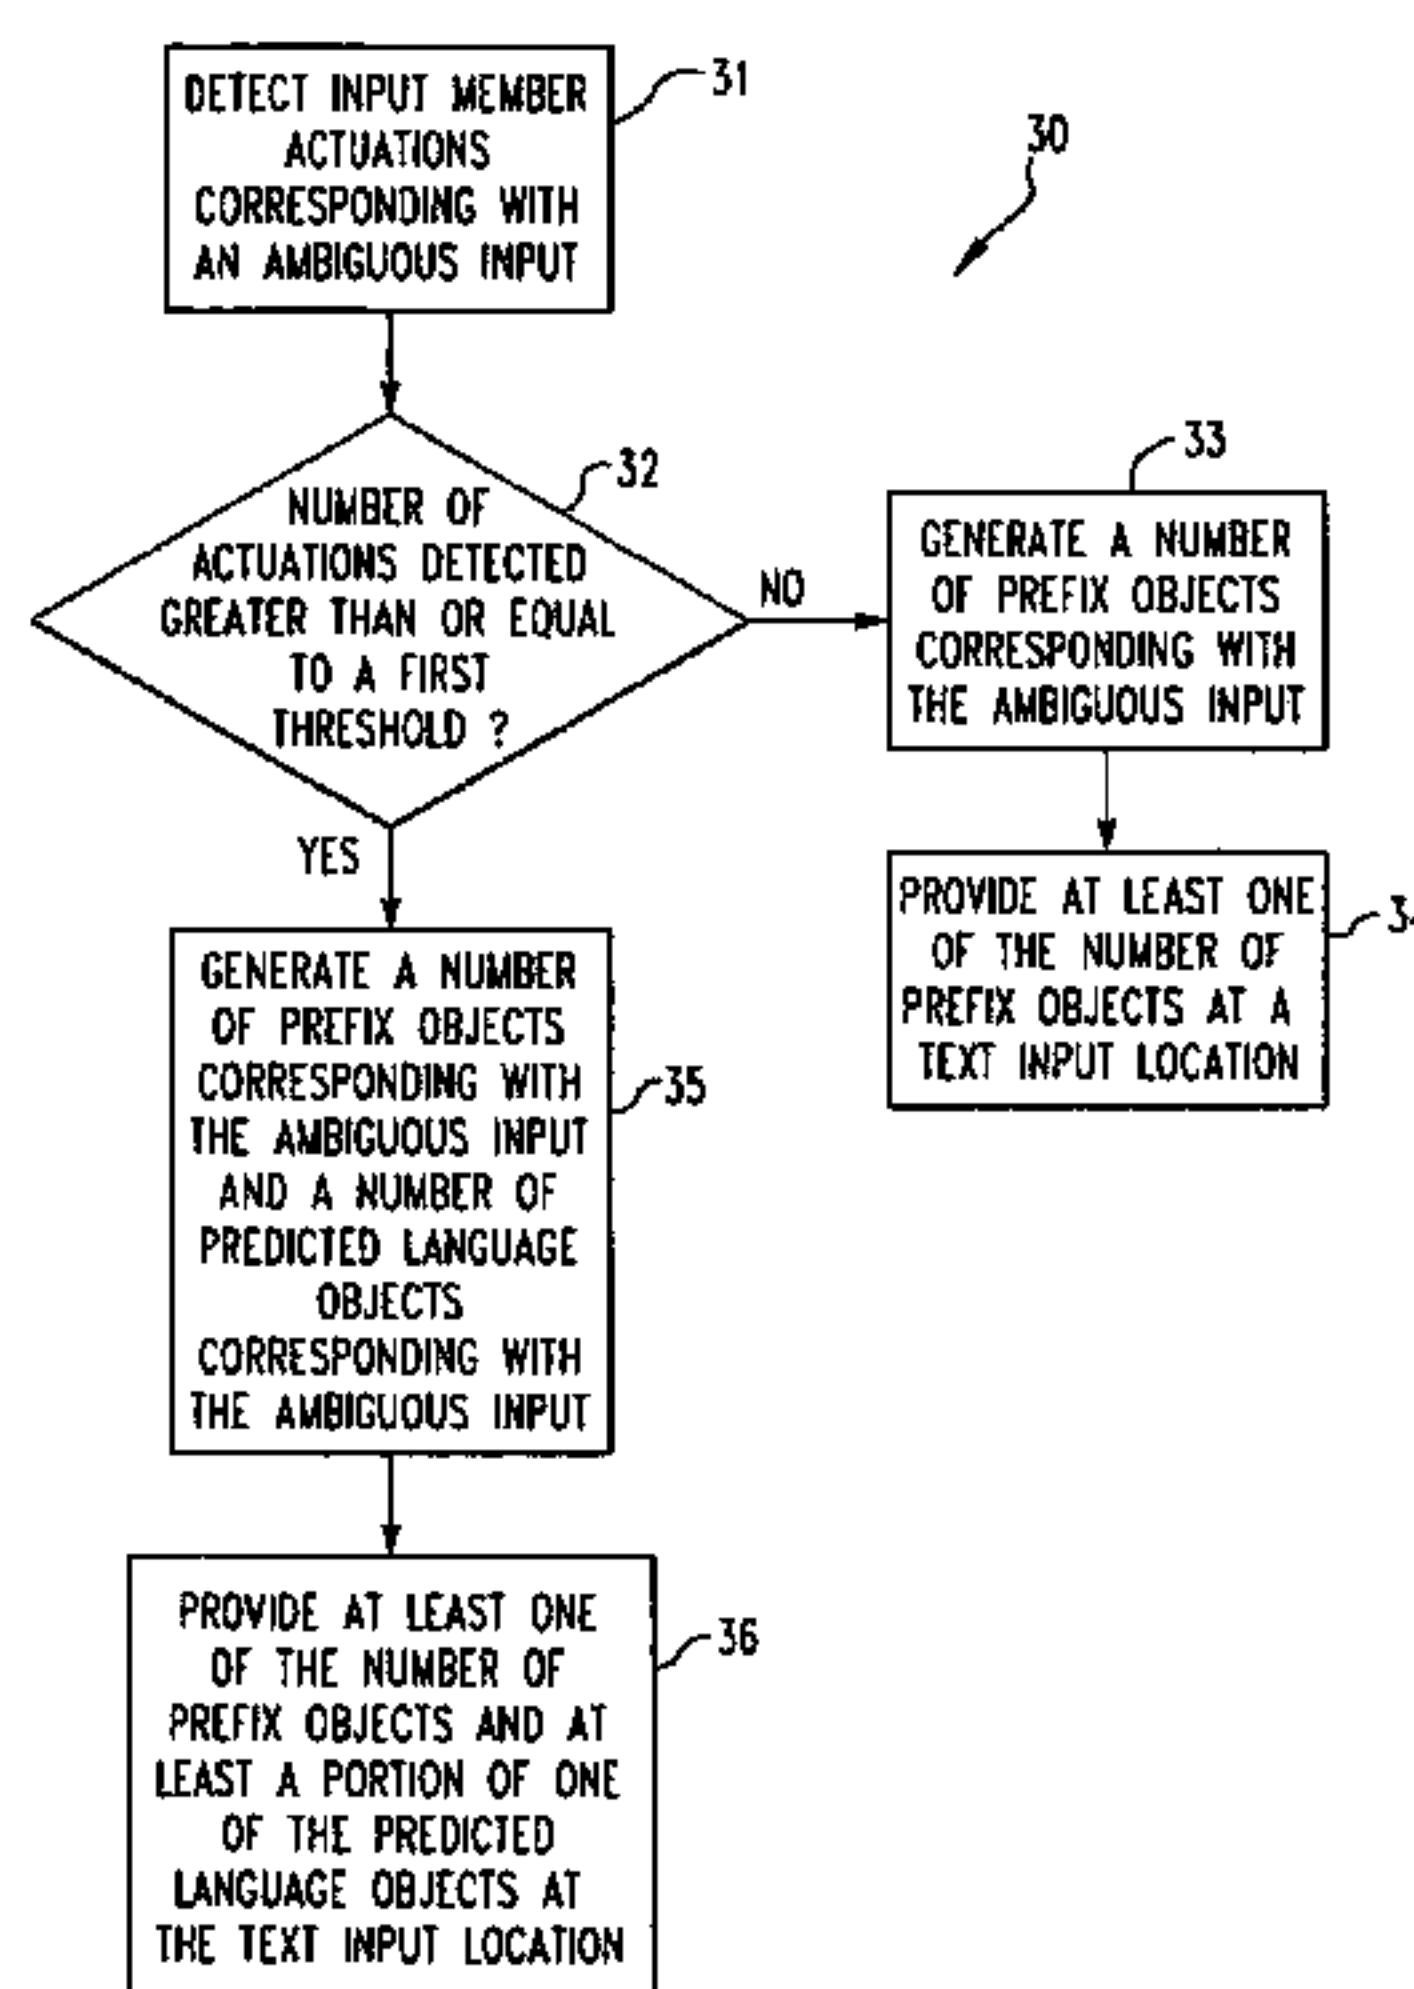 DETECT INPUT MEMBER
ACTUATIONS
CORRESPONDING WITH
AN AMBIGUOUS INPUT
31
30
32
NUMBER OF
ACTUATIONS DETECTED
GREATER THAN OR EQUAL
TO A FIRST
THRESHOLD ?
NO
YES
33
GENERATE A NUMBER
OF PREFIX OBJECTS
CORRESPONDING WITH
THE AMBIGUOUS INPUT
PROVIDE AT LEAST ONE
OF THE NUMBER OF
PREFIX OBJECTS AT A
TEXT INPUT LOCATION
GENERATE A NUMBER
OF PREFIX OBJECTS
CORRESPONDING WITH
THE AMBIGUOUS INPUT
AND A NUMBER OF
PREDICTED LANGUAGE
OBJECTS
CORRESPONDING WITH
THE AMBIGUOUS INPUT
35
PROVIDE AT LEAST ONE
OF THE NUMBER OF
PREFIX OBJECTS AND AT
LEAST A PORTION OF ONE
OF THE PREDICTED
LANGUAGE OBJECTS AT
THE TEXT INPUT LOCATION
36